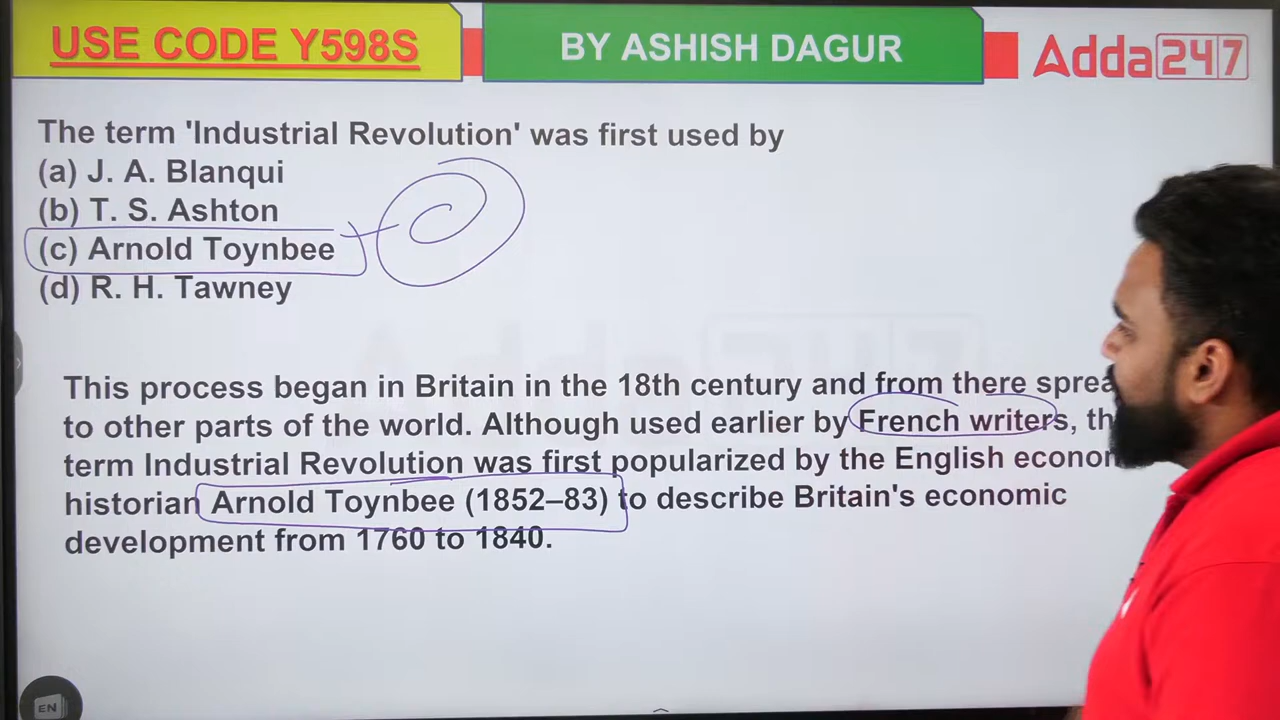 USE CODE Y598S
BY ASHISH DAGUR
Adda247
The term 'Industrial Revolution' was first used by
(a) J. A. Blanqui
(b) T. S. Ashton
(c) Arnold Toynbee
(d) R. H. Tawney
This process began in Britain in the 18th century and from there
to other parts of the world. Although used earlier by French writers,
term Industrial Revolution was first popularized by the English
historian Arnold Toynbee (1852–83) to describe Britain's economic
development from 1760 to 1840.
EN